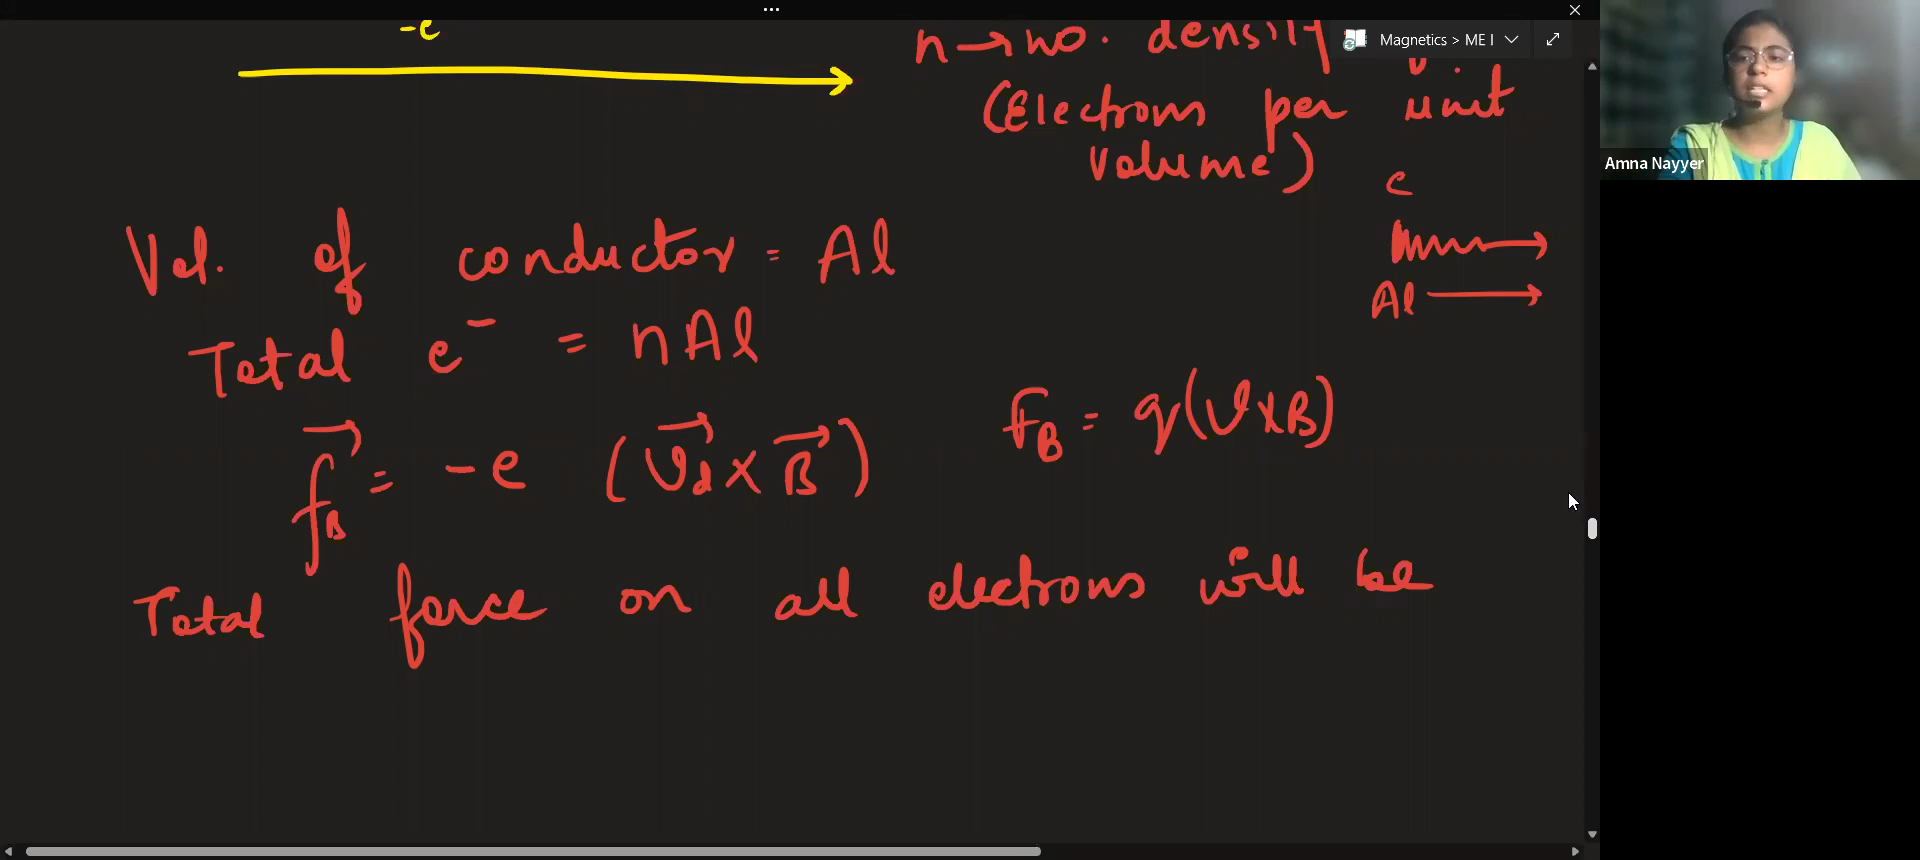 -e
n → no. density
(Electrons per unit
volume)
e
Vol. of conductor = Al
Al
Total e⁻ = nAl
F_B = q(v×B)
f_B = -e (v_d × B)
Total force on all electrons will be
Magnetics > ME I
Amna Nayyer